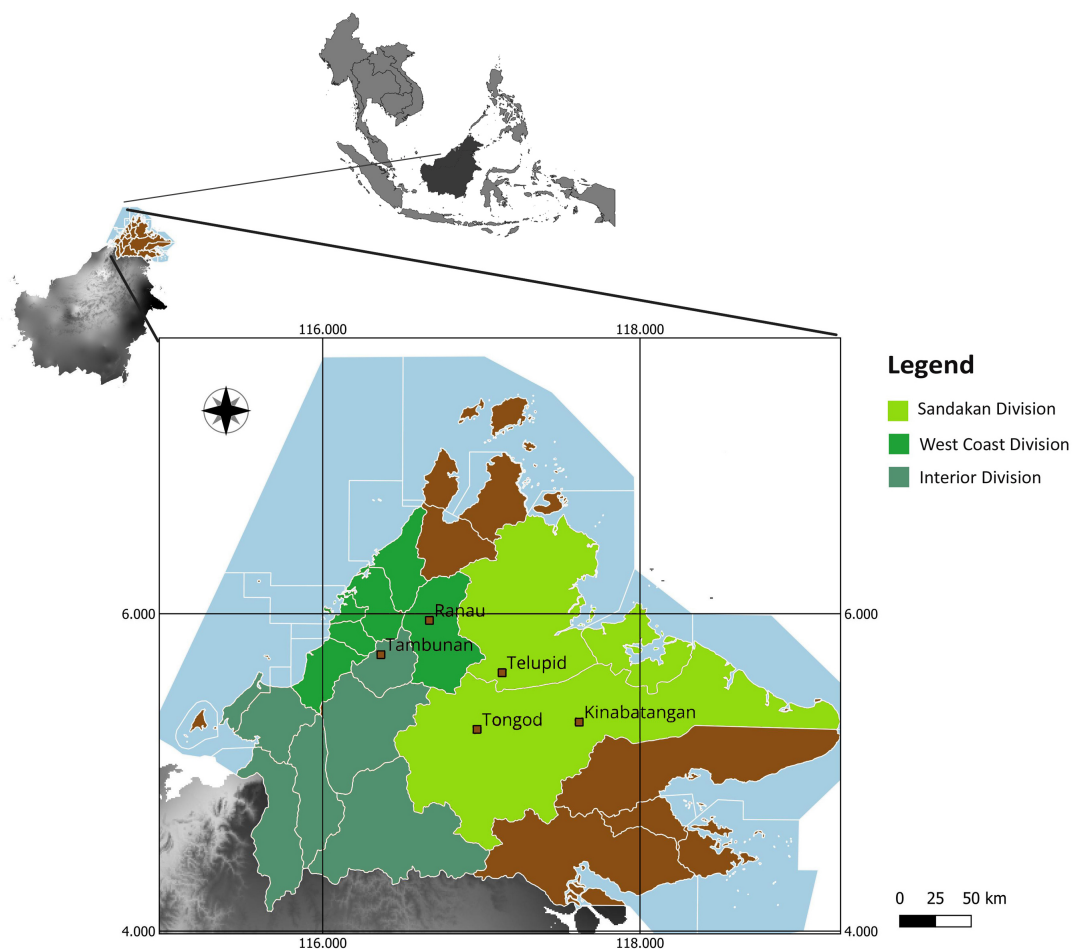 116.000 118.000
Legend
Sandakan Division
West Coast Division
Interior Division
6.000 Ranau 6.000
Tambunan
Telupid
Kinabatangan
Tongod
0 25 50 km
4.000 4.000
116.000 118.000